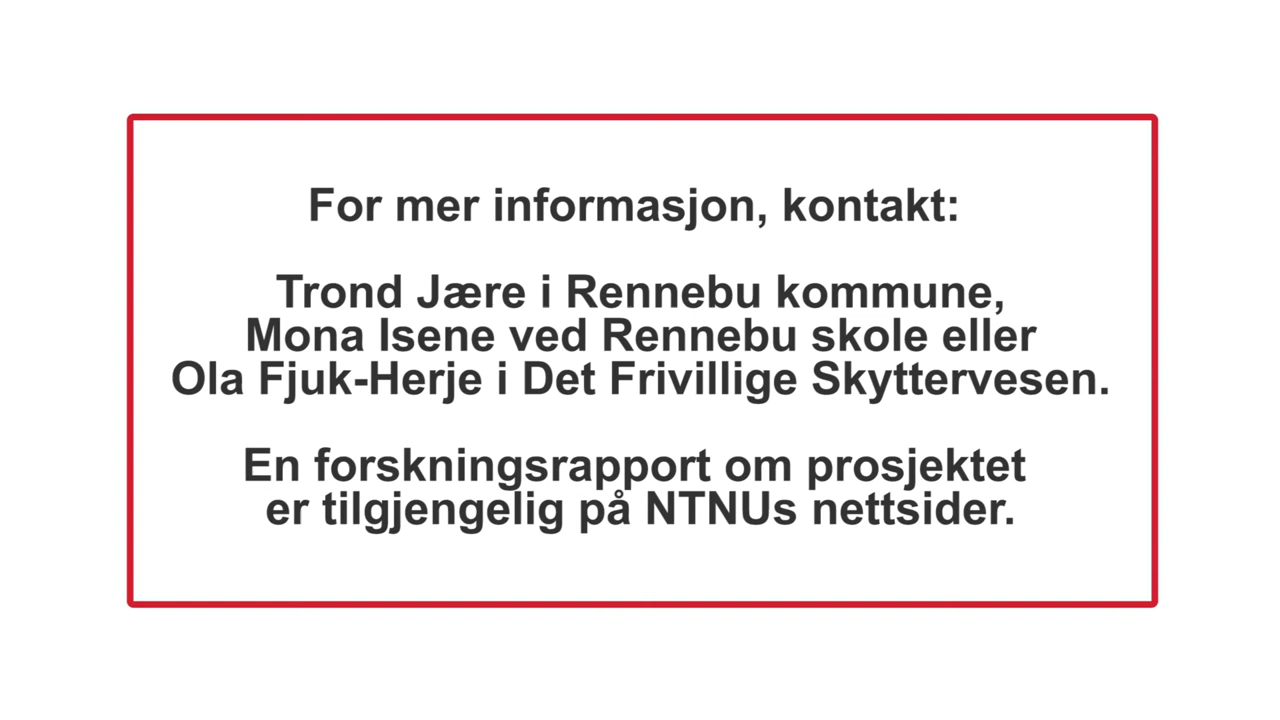 For mer informasjon, kontakt:
Trond Jære i Rennebu kommune,
Mona Isene ved Rennebu skole eller
Ola Fjuk-Herje i Det Frivillige Skyttervesen.
En forskningsrapport om prosjektet
er tilgjengelig på NTNUs nettsider.